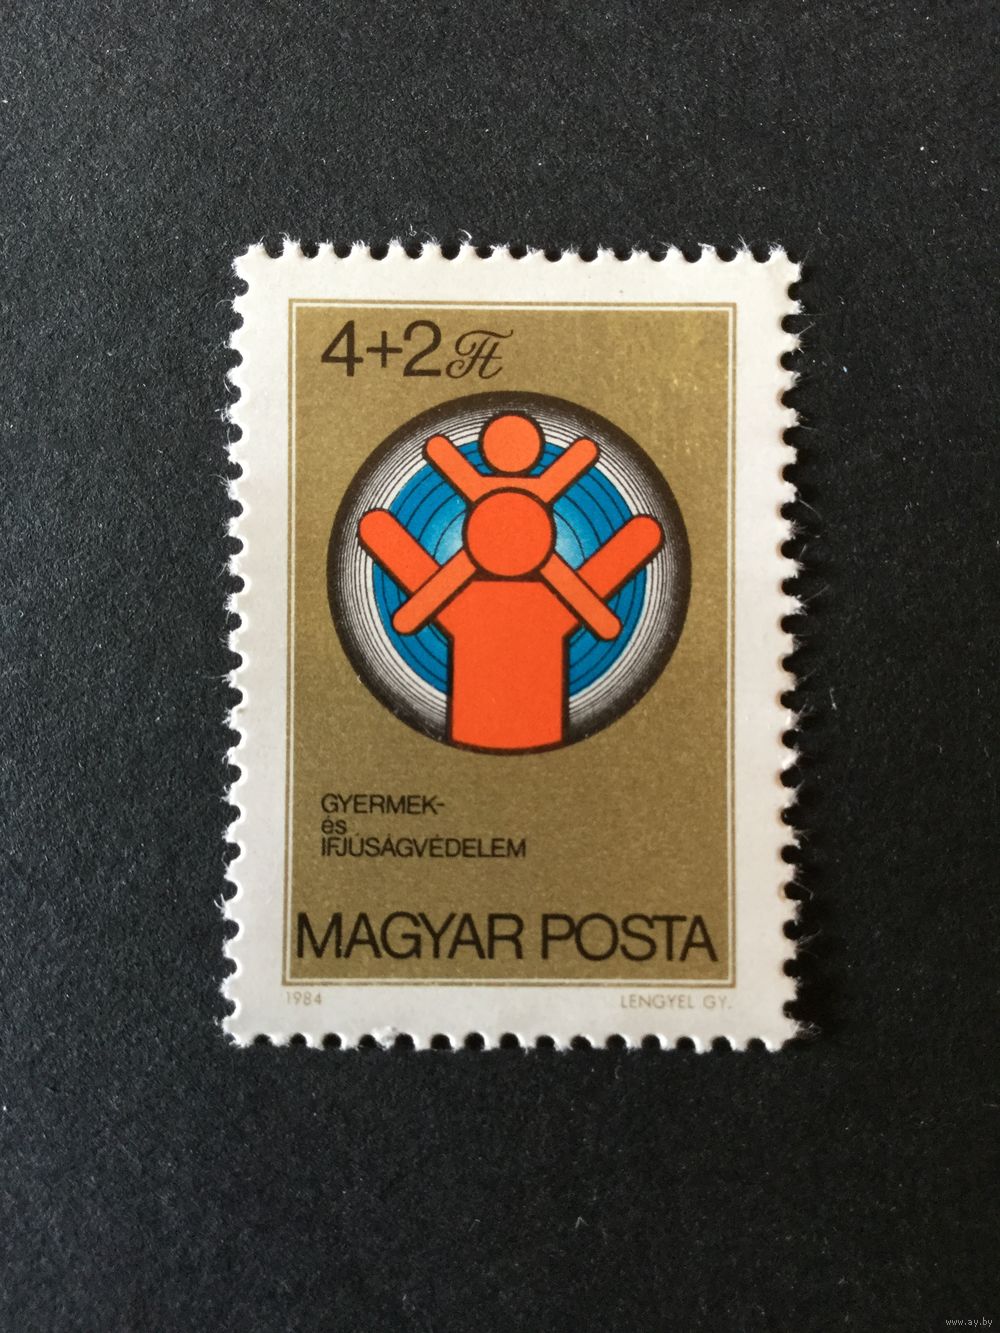 4+2 Ft
GYERMEK-
és
IFJÚSÁGVÉDELEM
MAGYAR POSTA
1984 LENGYEL GY.
www.ay.by